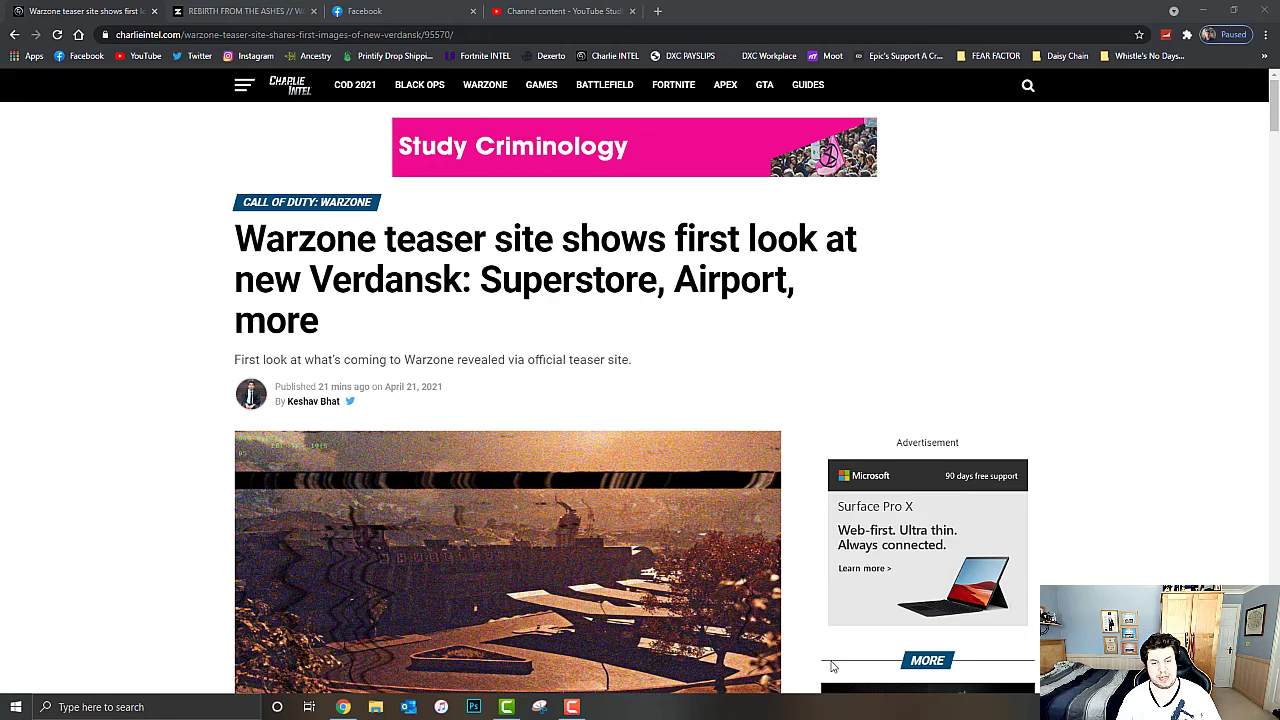 Warzone teaser site shows first l
REBIRTH FROM THE ASHES // W
Facebook
Channel content - YouTube Studi
charlieintel.com/warzone-teaser-site-shares-first-images-of-new-verdansk/95570/
Paused
Apps
Facebook
YouTube
Twitter
Instagram
Ancestry
Printify Drop Shippi...
Fortnite INTEL
Dexerto
Charlie INTEL
DXC PAYSLIPS
DXC Workplace
Moot
Epic's Support A Cr...
FEAR FACTOR
Daisy Chain
Whistle's No Days...
CHARLIE
INTEL
COD 2021
BLACK OPS
WARZONE
GAMES
BATTLEFIELD
FORTNITE
APEX
GTA
GUIDES
Study Criminology
CALL OF DUTY: WARZONE
Warzone teaser site shows first look at
new Verdansk: Superstore, Airport,
more
First look at what's coming to Warzone revealed via official teaser site.
Published 21 mins ago on April 21, 2021
By Keshav Bhat
Advertisement
Microsoft
90 days free support
Surface Pro X
Web-first. Ultra thin.
Always connected.
Learn more >
MORE
Type here to search